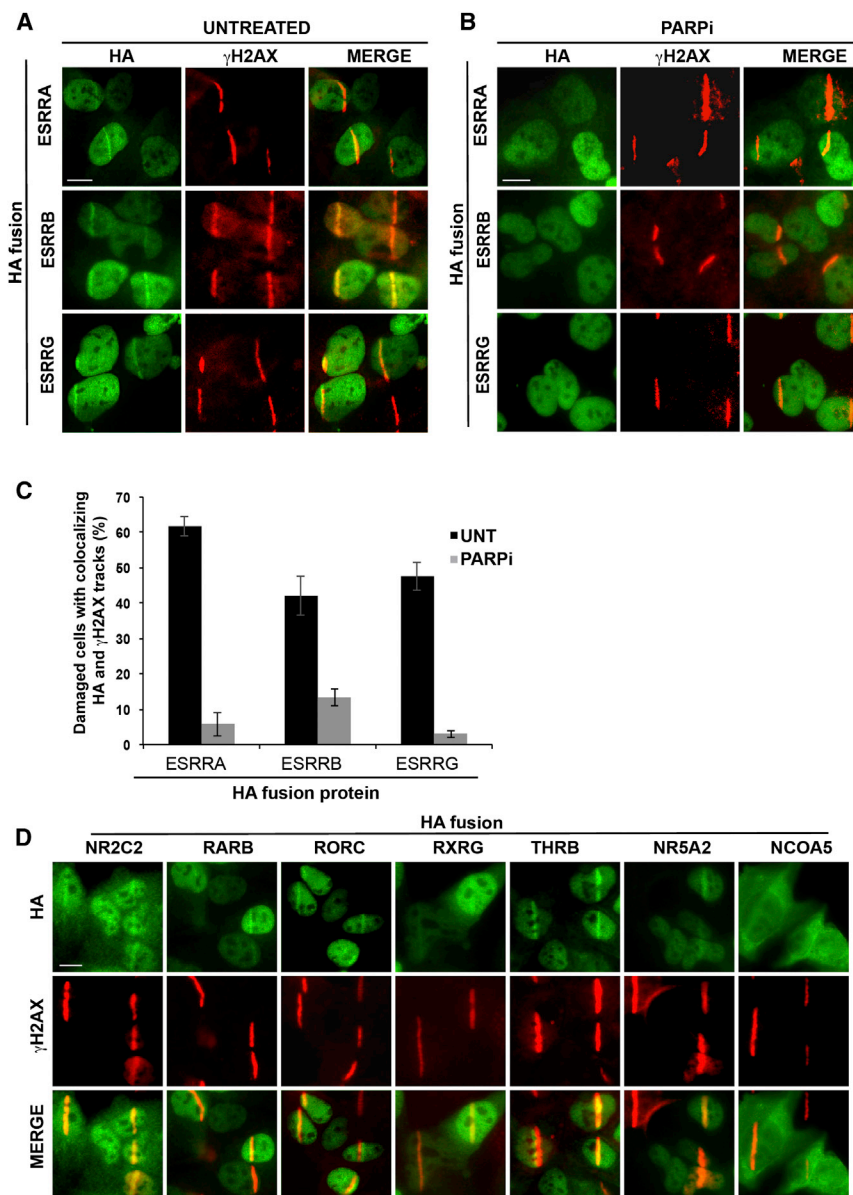 A
UNTREATED
HA γH2AX MERGE
HA fusion
ESRRA
ESRRB
ESRRG
B
PARPi
HA γH2AX MERGE
HA fusion
ESRRA
ESRRB
ESRRG
C
Damaged cells with colocalizing
HA and γH2AX tracks (%)
70
60
50
40
30
20
10
0
UNT
PARPi
ESRRA ESRRB ESRRG
HA fusion protein
D
HA fusion
NR2C2 RARB RORC RXRG THRB NR5A2 NCOA5
HA
γH2AX
MERGE